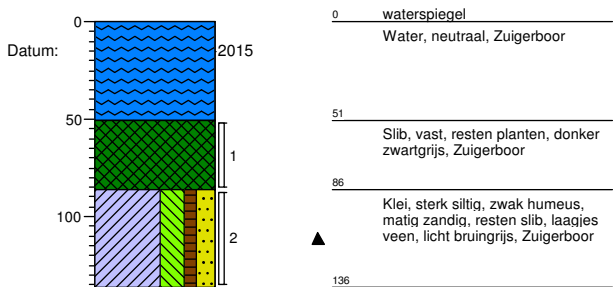 0
Datum: 2015
50
1
100
2
0 waterspiegel
Water, neutraal, Zuigerboor
51
Slib, vast, resten planten, donker
zwartgrijs, Zuigerboor
86
Klei, sterk siltig, zwak humeus,
matig zandig, resten slib, laagjes
veen, licht bruingrijs, Zuigerboor
136